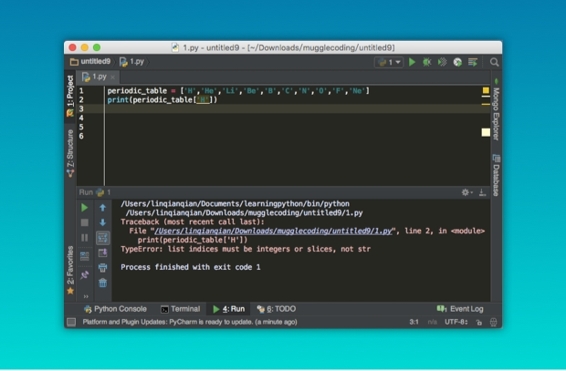 1.py - untitled9 - [~/Downloads/mugglecoding/untitled9]
untitled9 1.py
1
1.py
1: Project
Z: Structure
2: Favorites
Mongo Explorer
Database
1 periodic_table = ['H','He','Li','Be','B','C','N','O','F','Ne']
2 print(periodic_table['H'])
3
4
5
6
Run 1
/Users/linqianqian/Documents/learningpython/bin/python
/Users/linqianqian/Downloads/mugglecoding/untitled9/1.py
Traceback (most recent call last):
File "/Users/linqianqian/Downloads/mugglecoding/untitled9/1.py", line 2, in <module>
print(periodic_table['H'])
TypeError: list indices must be integers or slices, not str
Process finished with exit code 1
Python Console Terminal 4: Run 6: TODO Event Log
Platform and Plugin Updates: PyCharm is ready to update. (a minute ago) 3:1 n/a UTF-8